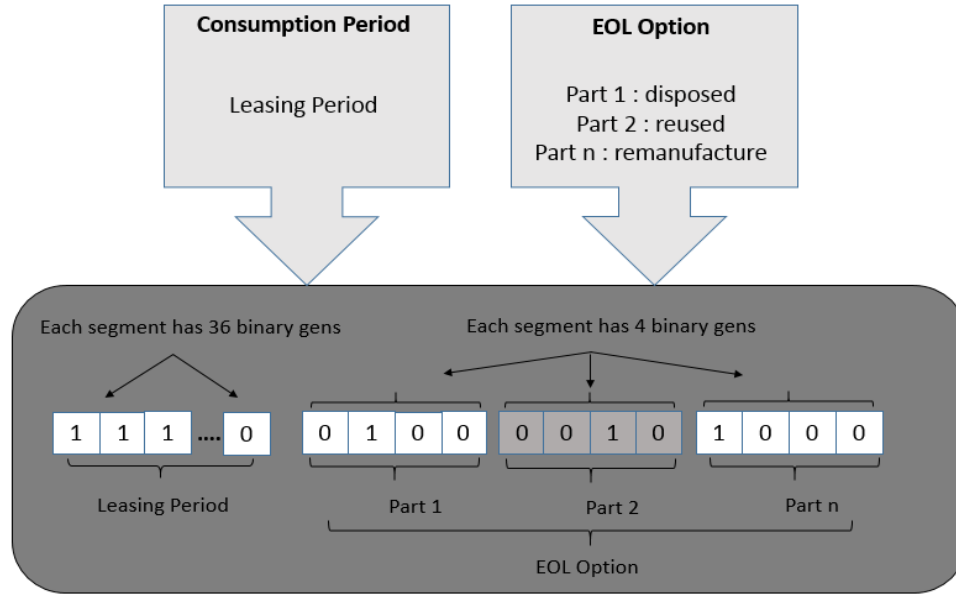 Consumption Period
Leasing Period
EOL Option
Part 1 : disposed
Part 2 : reused
Part n : remanufacture
Each segment has 36 binary gens
Each segment has 4 binary gens
1 1 1 .... 0
0 1 0 0
0 0 1 0
1 0 0 0
Leasing Period
Part 1
Part 2
Part n
EOL Option